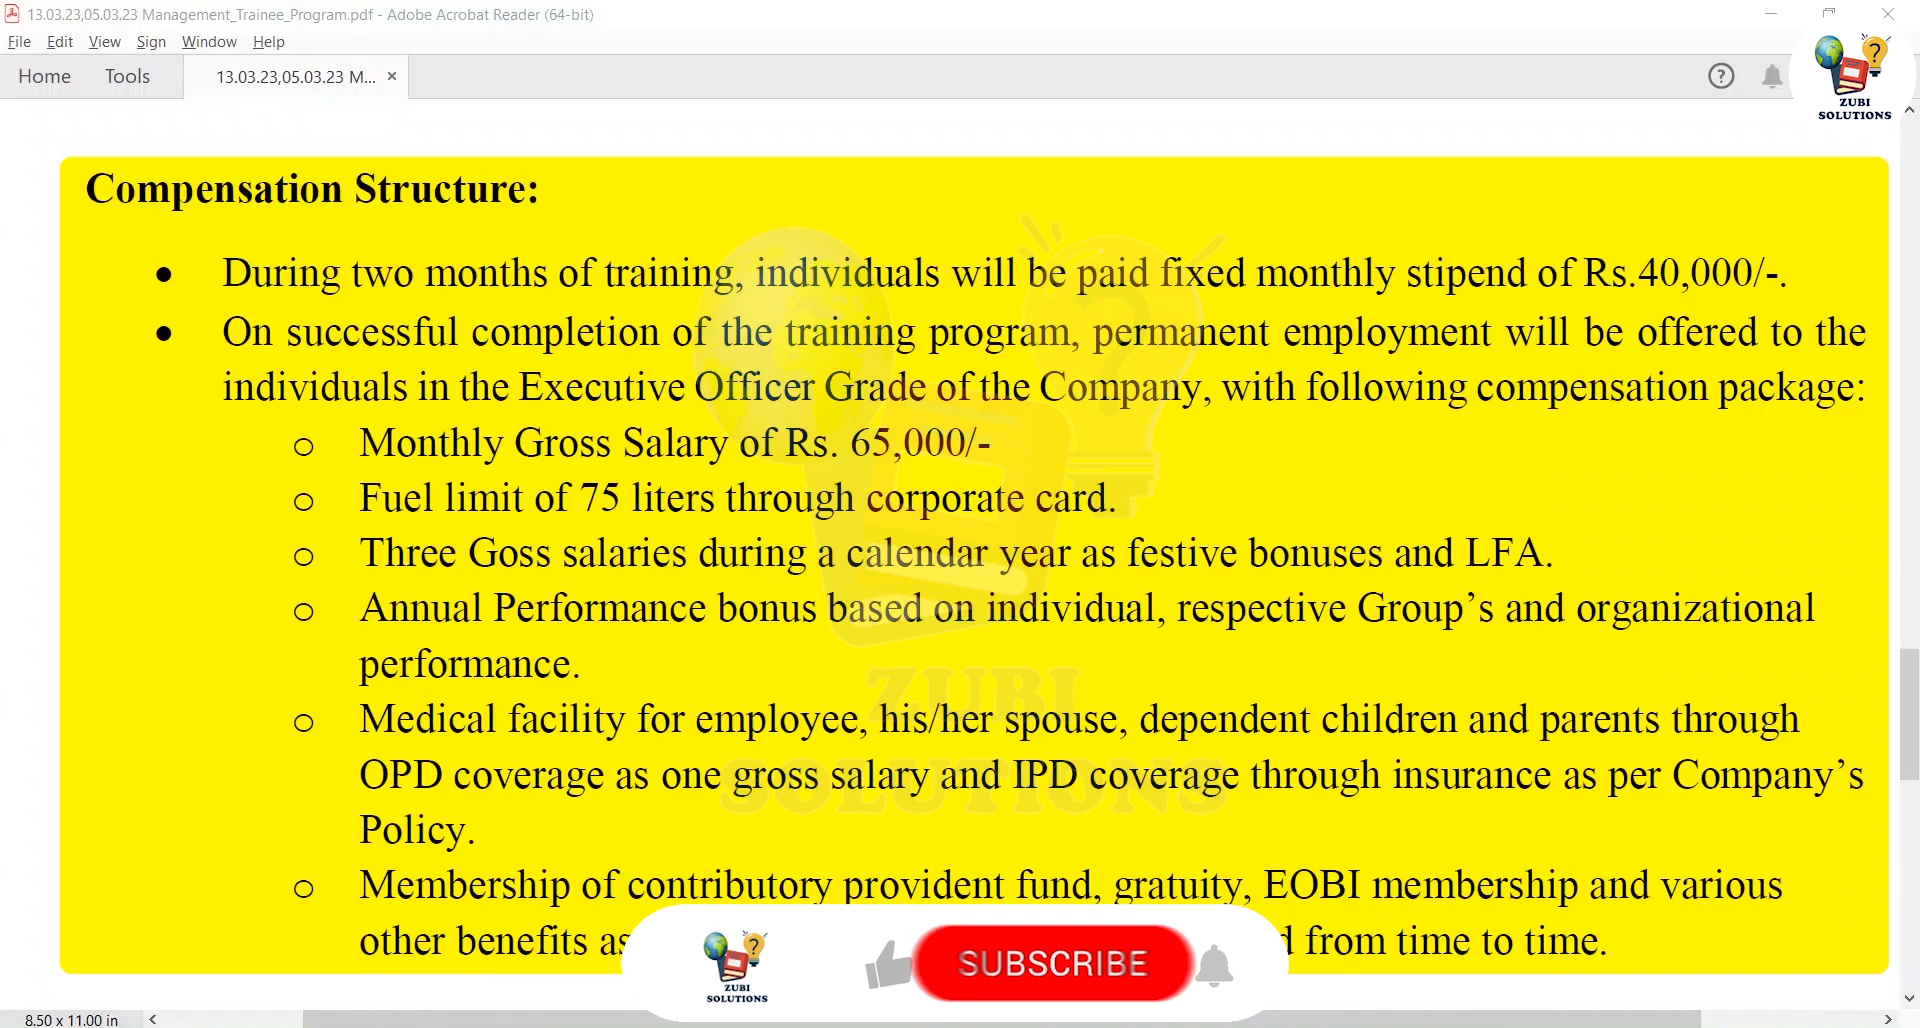 13.03.23,05.03.23 Management_Trainee_Program.pdf - Adobe Acrobat Reader (64-bit)
File Edit View Sign Window Help
Home Tools 13.03.23,05.03.23 M... ×
?
ZUBI
SOLUTIONS
Compensation Structure:
• During two months of training, individuals will be paid fixed monthly stipend of Rs.40,000/-.
• On successful completion of the training program, permanent employment will be offered to the
individuals in the Executive Officer Grade of the Company, with following compensation package:
o Monthly Gross Salary of Rs. 65,000/-
o Fuel limit of 75 liters through corporate card.
o Three Goss salaries during a calendar year as festive bonuses and LFA.
o Annual Performance bonus based on individual, respective Group’s and organizational
performance.
o Medical facility for employee, his/her spouse, dependent children and parents through
OPD coverage as one gross salary and IPD coverage through insurance as per Company’s
Policy.
o Membership of contributory provident fund, gratuity, EOBI membership and various
other benefits as from time to time.
ZUBI
SOLUTIONS
ZUBI
SOLUTIONS
SUBSCRIBE
8.50 x 11.00 in